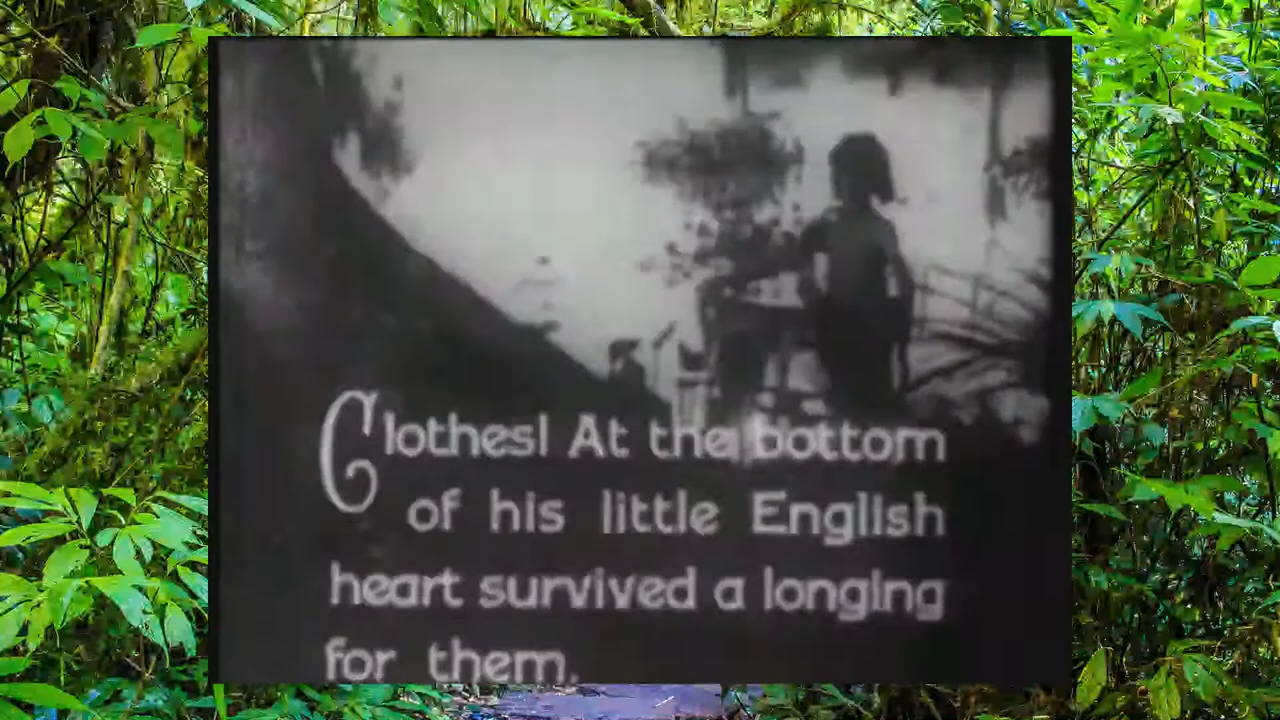 Clothes! At the bottom
of his little English
heart survived a longing
for them.